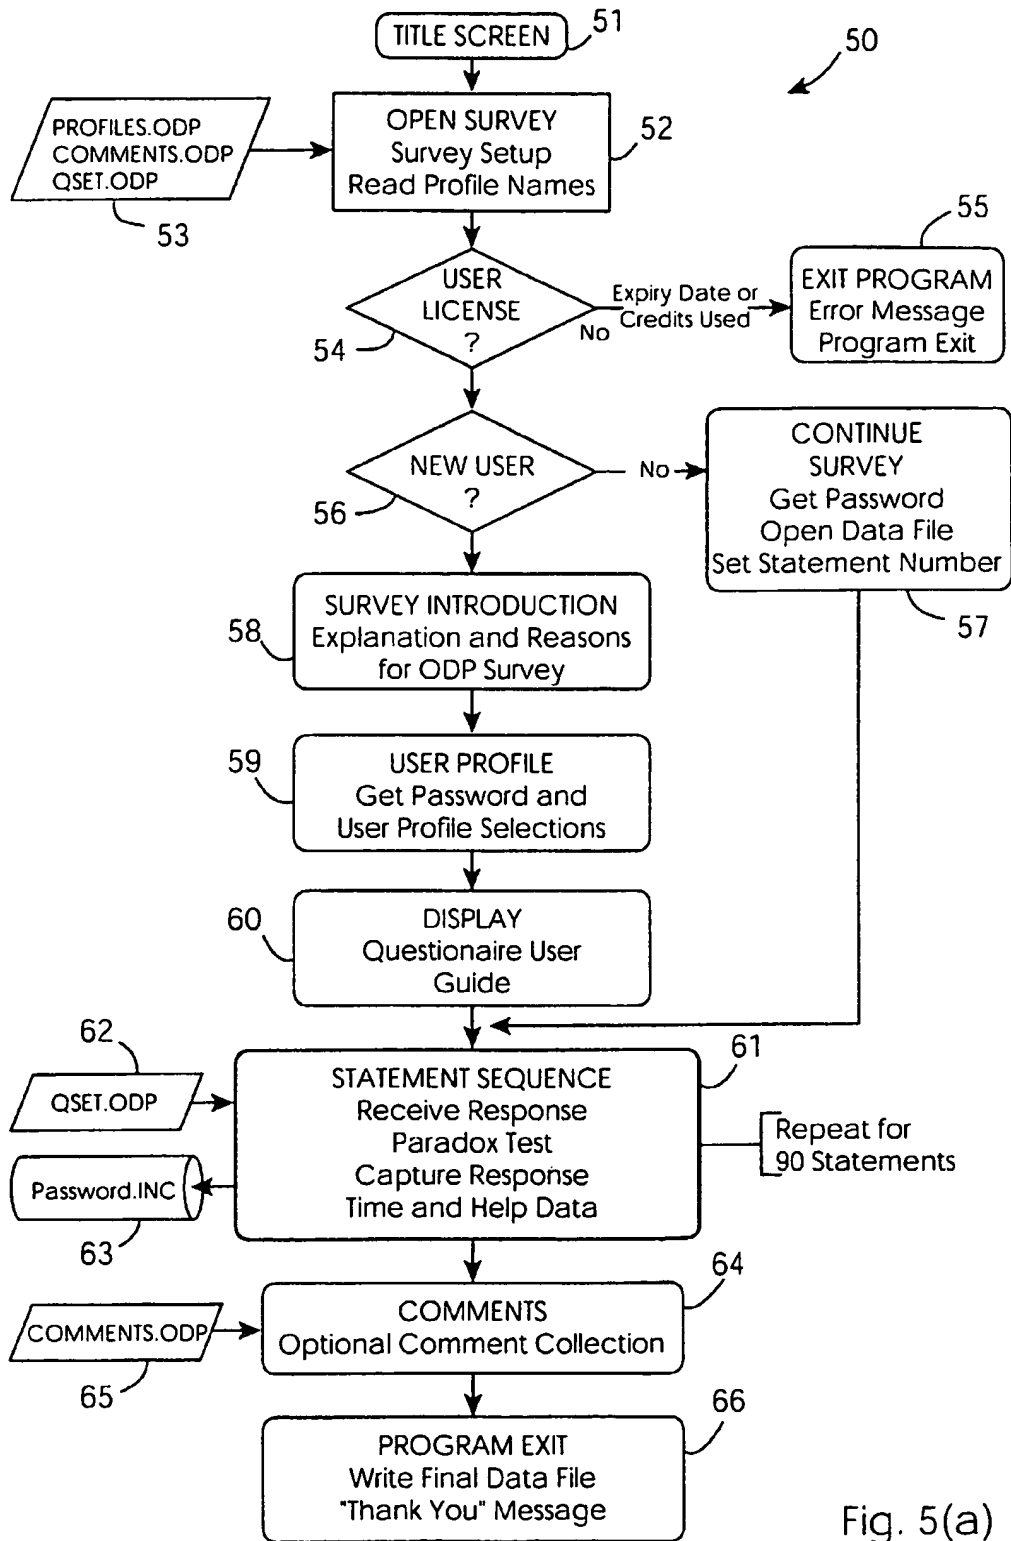 TITLE SCREEN
51
50
PROFILES.ODP
COMMENTS.ODP
QSET.ODP
53
OPEN SURVEY
Survey Setup
Read Profile Names
52
USER
LICENSE
?
54
No
Expiry Date or
Credits Used
55
EXIT PROGRAM
Error Message
Program Exit
NEW USER
?
56
No
CONTINUE
SURVEY
Get Password
Open Data File
Set Statement Number
57
58
SURVEY INTRODUCTION
Explanation and Reasons
for ODP Survey
59
USER PROFILE
Get Password and
User Profile Selections
60
DISPLAY
Questionaire User
Guide
62
QSET.ODP
Password.INC
63
61
STATEMENT SEQUENCE
Receive Response
Paradox Test
Capture Response
Time and Help Data
Repeat for
90 Statements
64
COMMENTS
Optional Comment Collection
COMMENTS.ODP
65
66
PROGRAM EXIT
Write Final Data File
"Thank You" Message
Fig. 5(a)